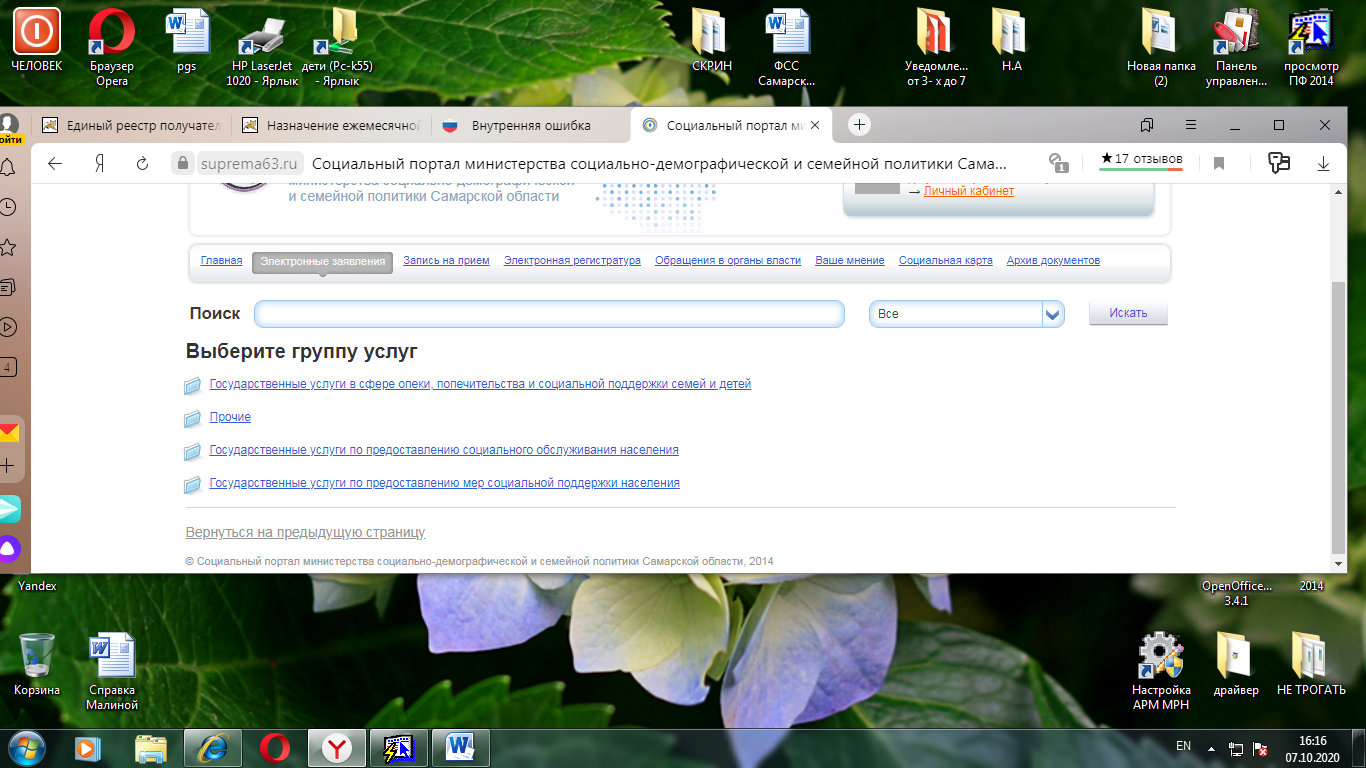 ЧЕЛОВЕК
Браузер
Opera
pgs
HP LaserJet
1020 - Ярлык
дети (Pc-k55)
- Ярлык
СКРИН
ФСС
Самарск...
Уведомле...
от 3- х до 7
Н.А
Новая папка
(2)
Панель
управлен...
просмотр
ПФ 2014
ойти
Единый реестр получател
Назначение ежемесячной
Внутренняя ошибка
Социальный портал ми
suprema63.ru
Социальный портал министерства социально-демографической и семейной политики Сама...
1
★17 отзывов
министерства социально-демографической
и семейной политики Самарской области
→ Личный кабинет
Главная
Электронные заявления
Запись на прием
Электронная регистратура
Обращения в органы власти
Ваше мнение
Социальная карта
Архив документов
Поиск
Все
Искать
Выберите группу услуг
Государственные услуги в сфере опеки, попечительства и социальной поддержки семей и детей
Прочие
Государственные услуги по предоставлению социального обслуживания населения
Государственные услуги по предоставлению мер социальной поддержки населения
Вернуться на предыдущую страницу
© Социальный портал министерства социально-демографической и семейной политики Самарской области, 2014
4
Yandex
OpenOffice...
3.4.1
2014
Корзина
Справка
Малиной
Настройка
АРМ МРН
драйвер
НЕ ТРОГАТЬ
EN
16:16
07.10.2020